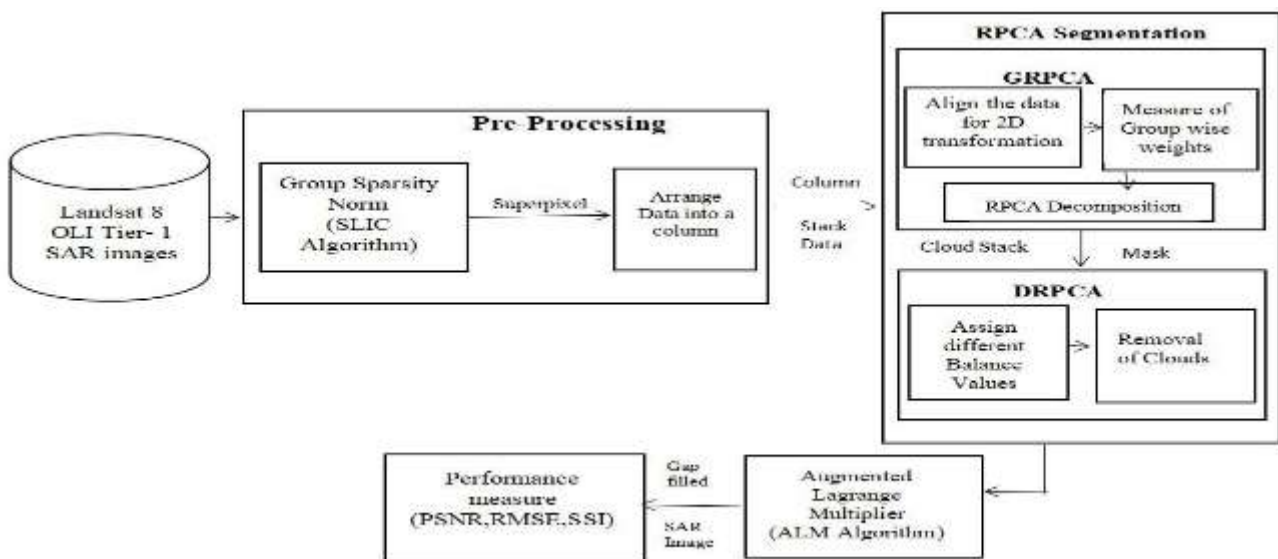 Landsat 8
OLI Tier- 1
SAR images
Pre-Processing
Group Sparsity
Norm
(SLIC
Algorithm)
Superpixel
Arrange
Data into a
column
Column
Stack
Data
RPCA Segmentation
GRPCA
Align the data
for 2D
transformation
Measure of
Group wise
weights
RPCA Decomposition
Cloud Stack
Mask
DRPCA
Assign
different
Balance
Values
Removal
of Clouds
Augmented
Lagrange
Multiplier
(ALM Algorithm)
Gap
filled
SAR
Image
Performance
measure
(PSNR,RMSE,SSI)